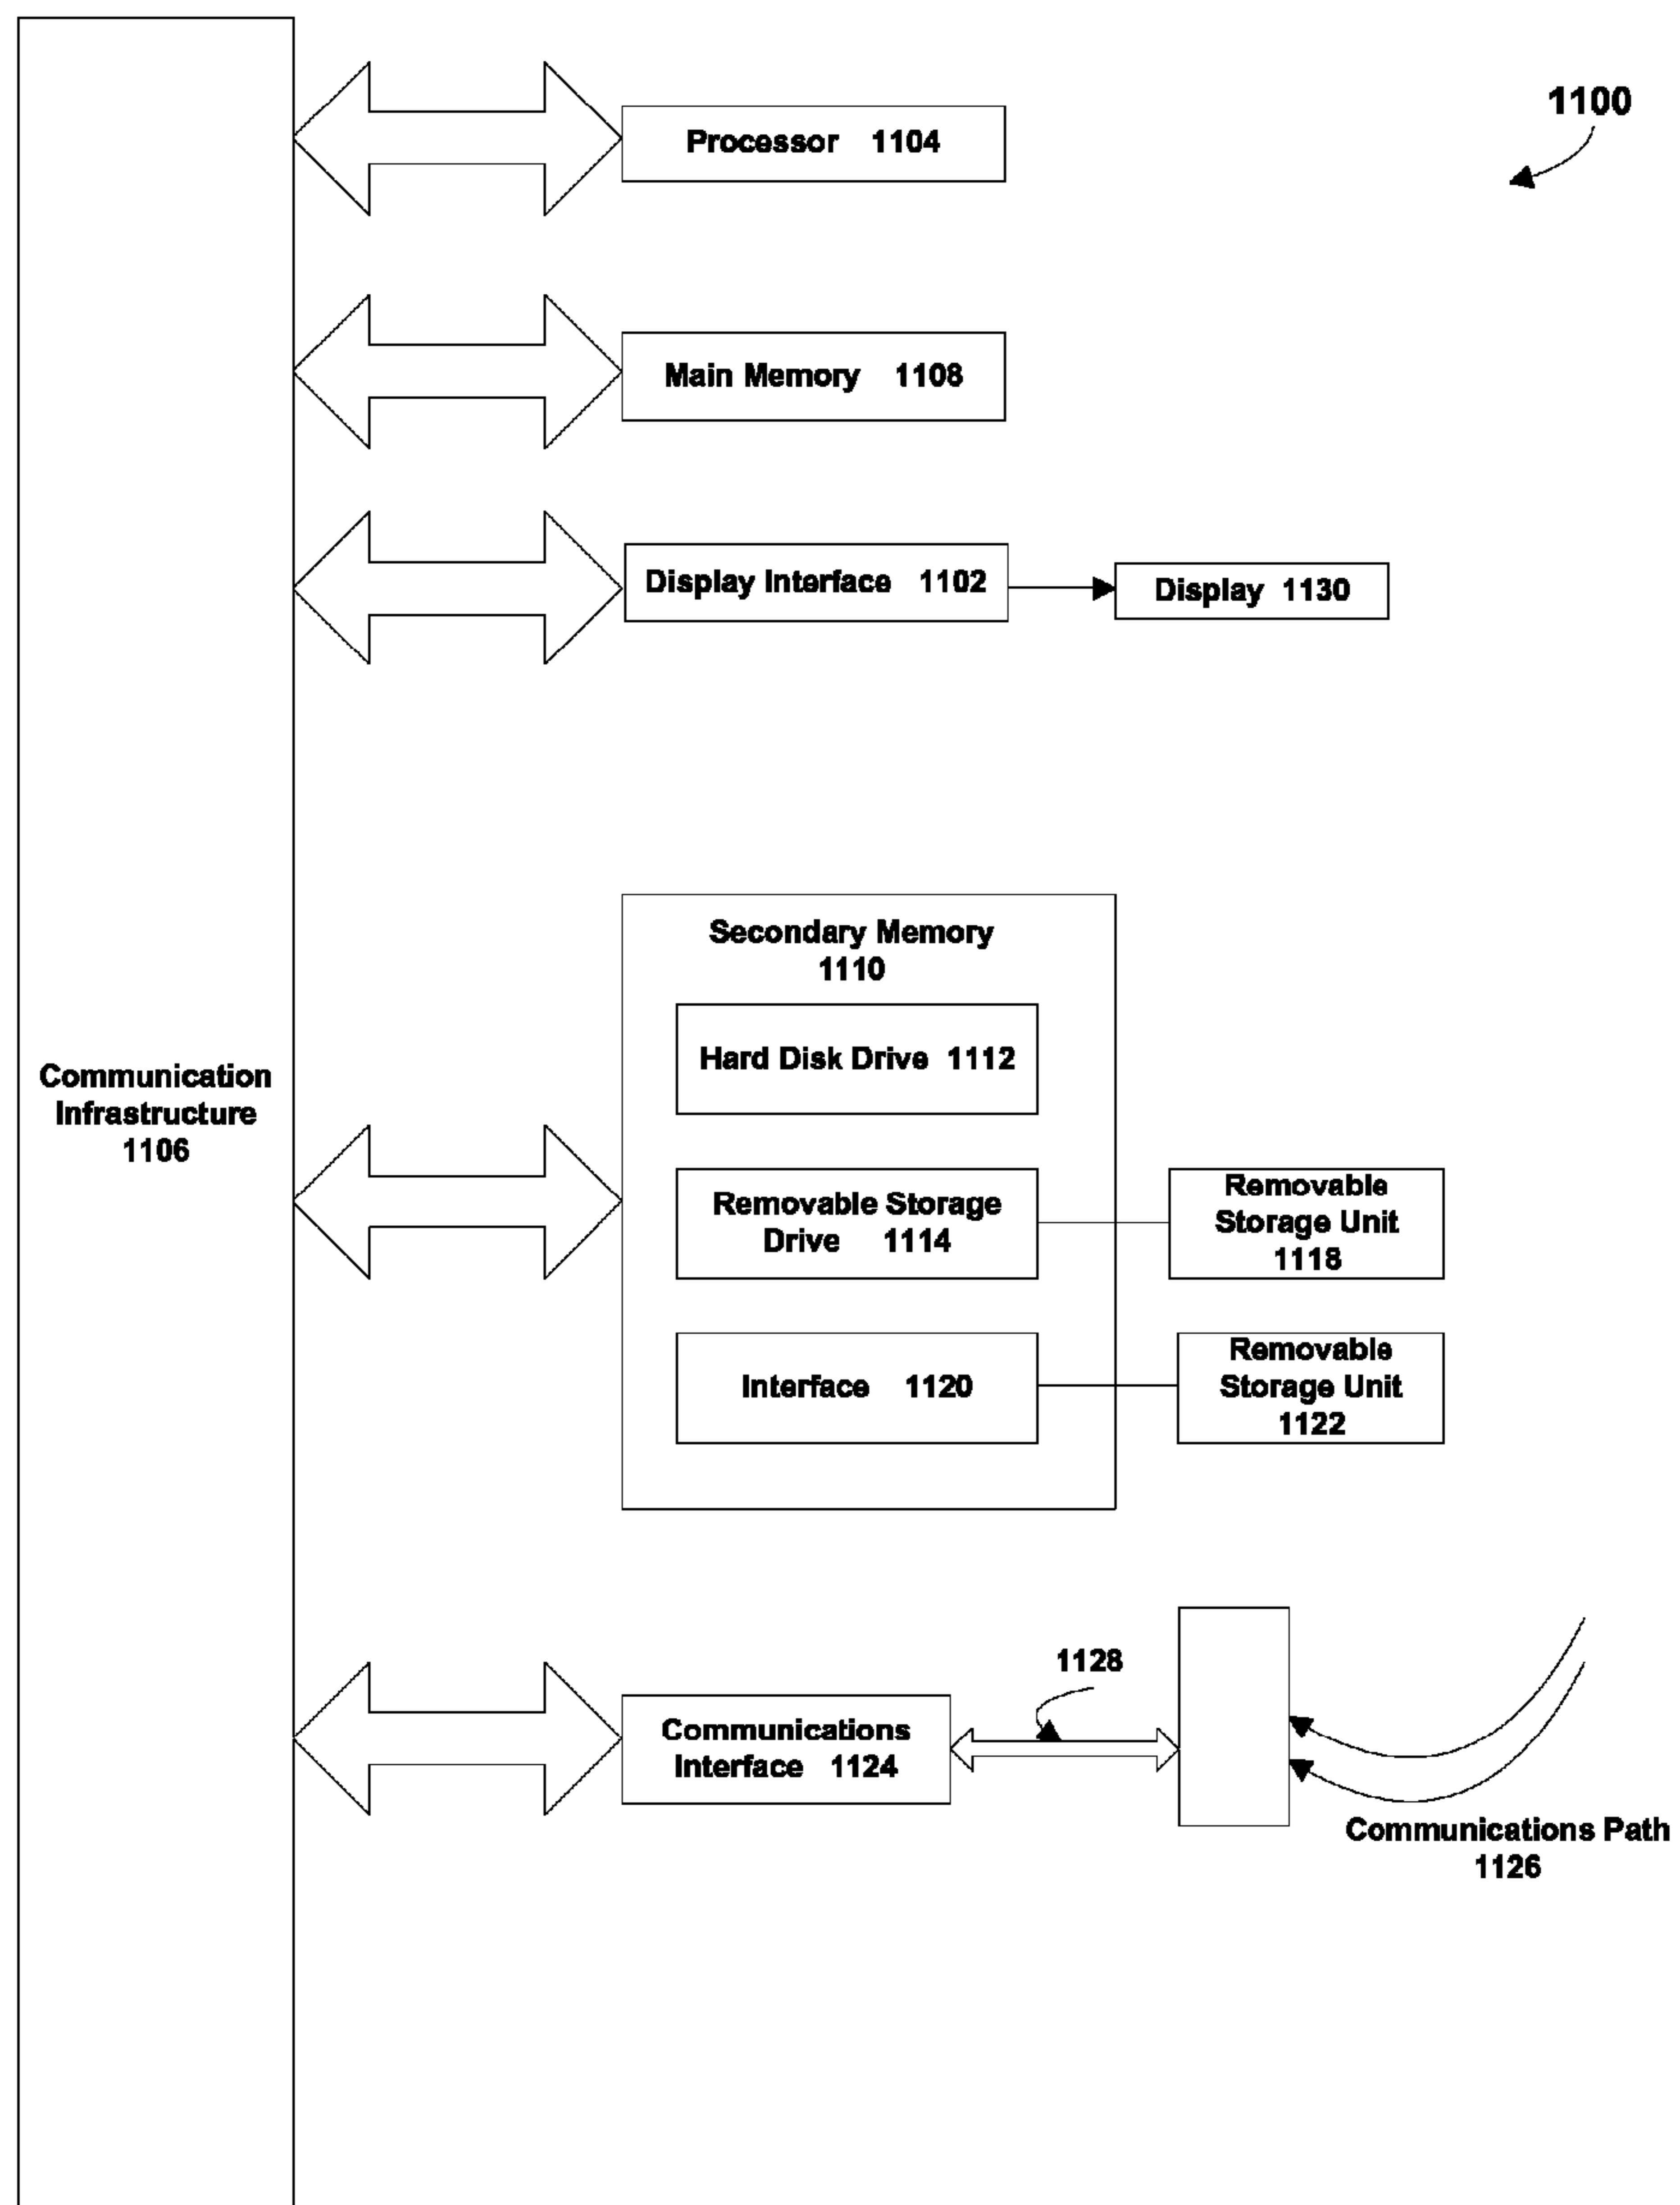 1100
Processor 1104
Main Memory 1108
Display Interface 1102
Display 1130
Secondary Memory
1110
Hard Disk Drive 1112
Communication
Infrastructure
1106
Removable Storage
Drive 1114
Removable
Storage Unit
1118
Interface 1120
Removable
Storage Unit
1122
1128
Communications
Interface 1124
Communications Path
1126